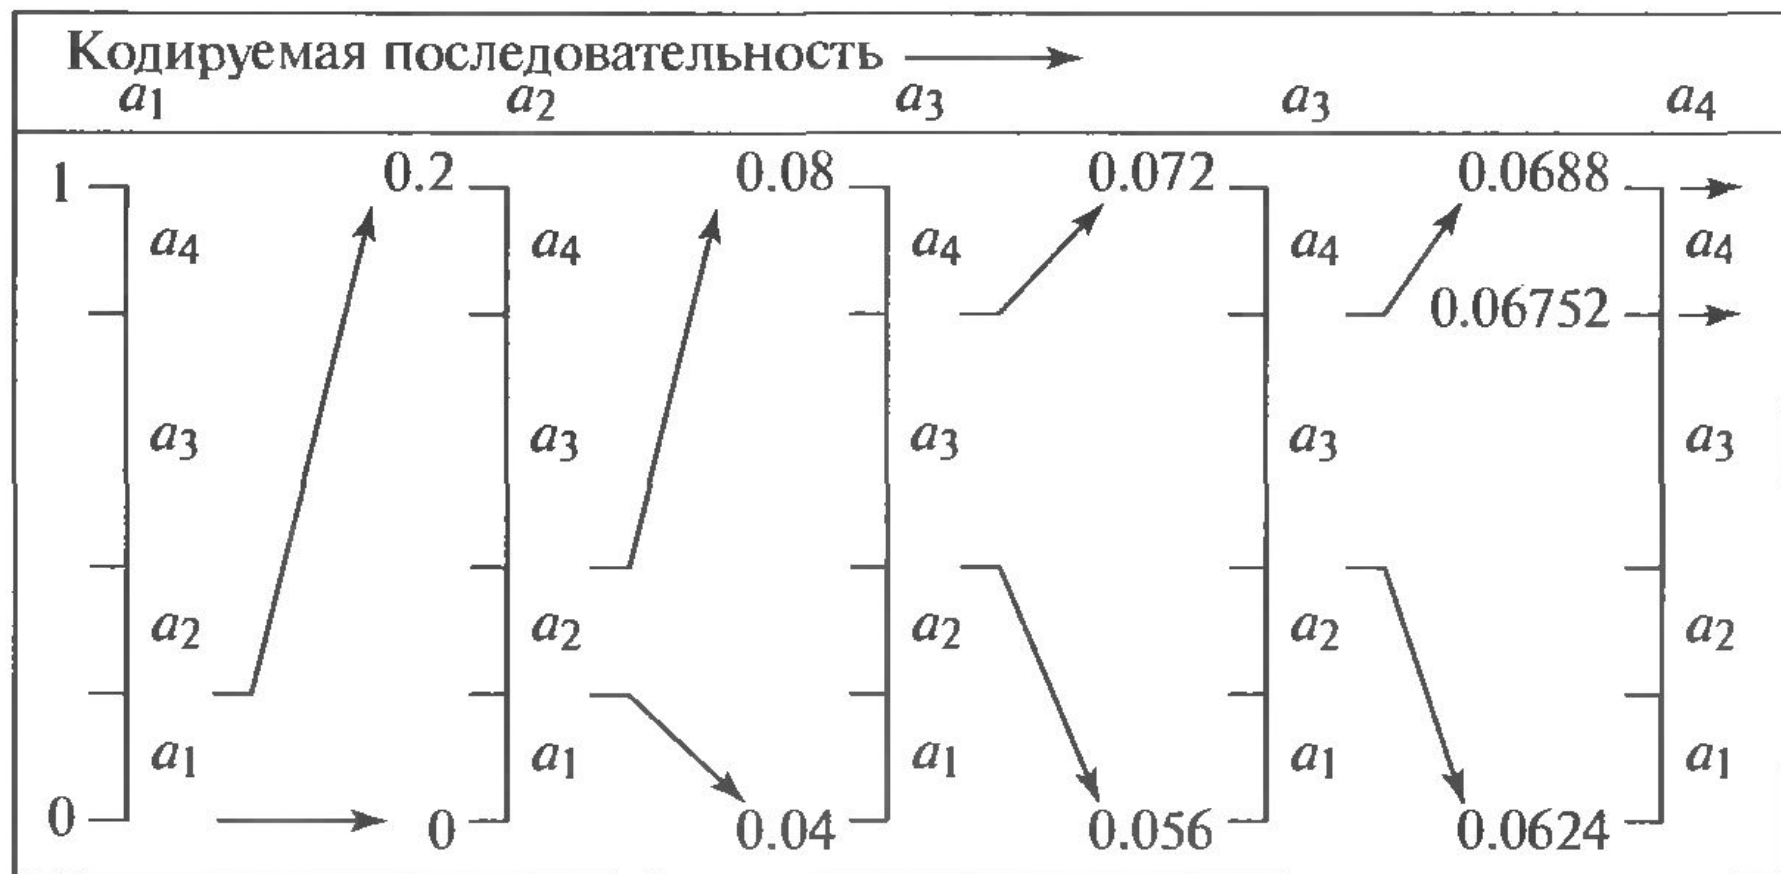 Кодируемая последовательность
a1 a2 a3 a3 a4
1 0.2 0.08 0.072 0.0688
a4 a4 a4 a4 a4
0.06752
a3 a3 a3 a3 a3
a2 a2 a2 a2 a2
a1 a1 a1 a1 a1
0 0 0.04 0.056 0.0624